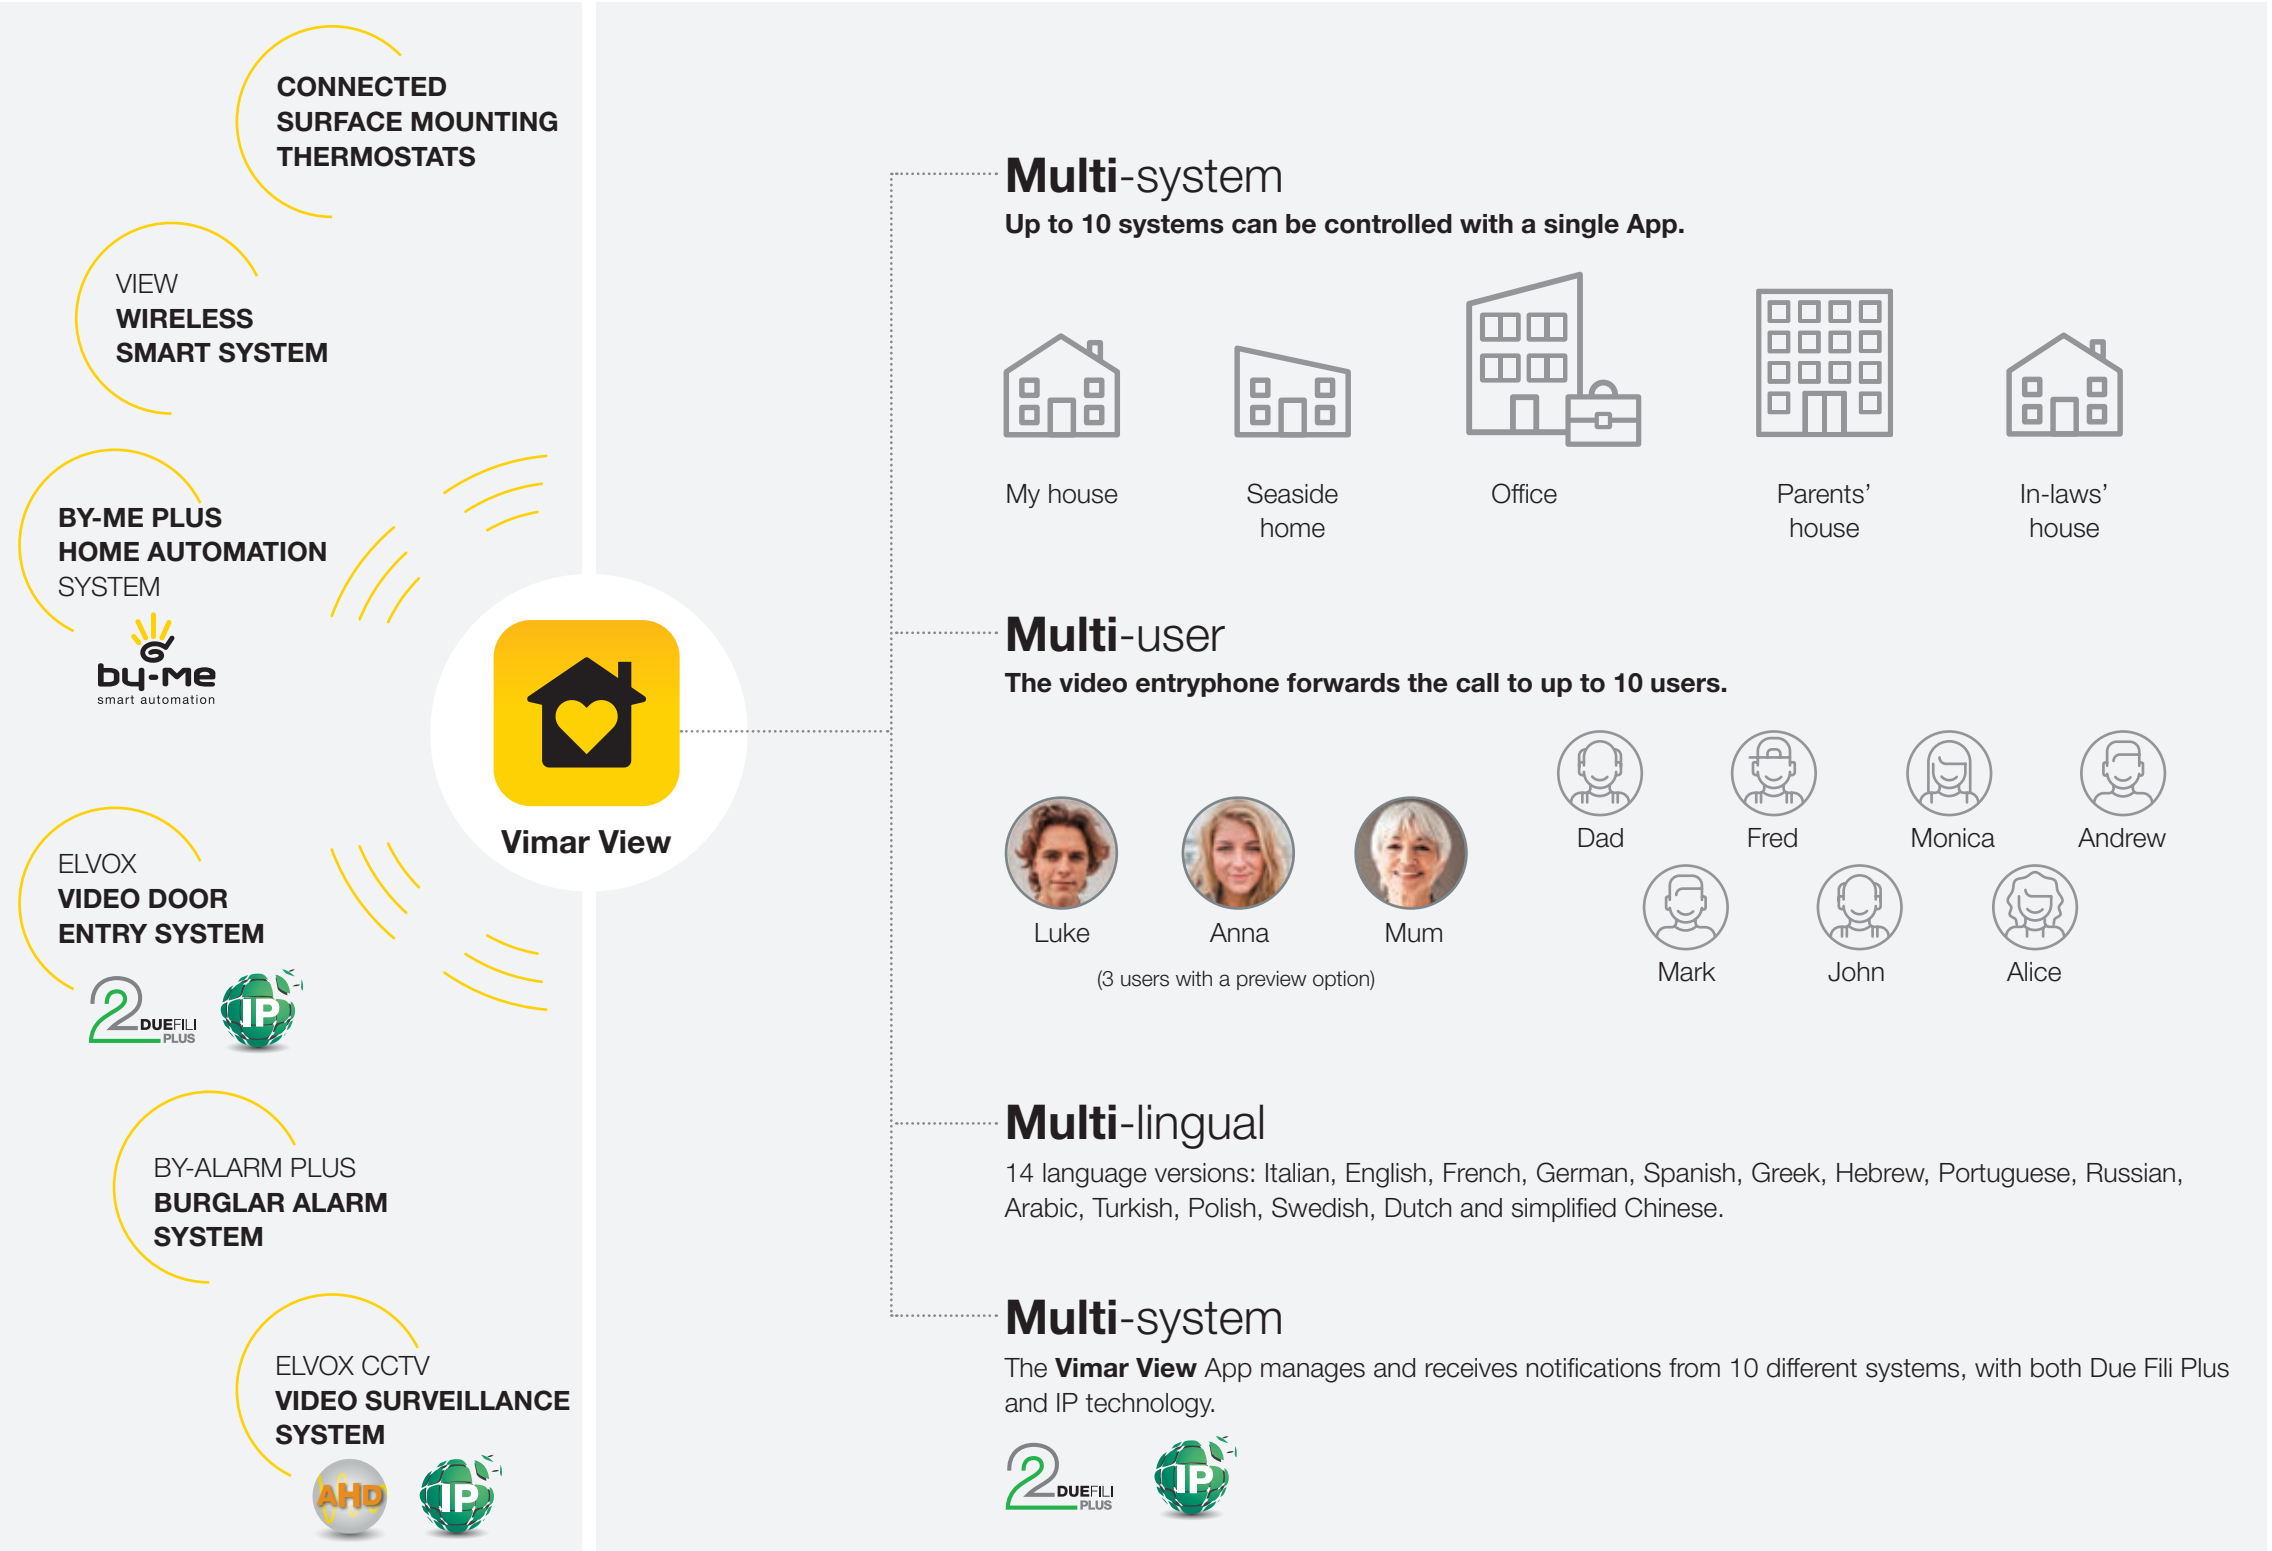 CONNECTED
SURFACE MOUNTING
THERMOSTATS
VIEW
WIRELESS
SMART SYSTEM
BY-ME PLUS
HOME AUTOMATION
SYSTEM
by-me
smart automation
ELVOX
VIDEO DOOR
ENTRY SYSTEM
2 DUEFILI
PLUS
IP
BY-ALARM PLUS
BURGLAR ALARM
SYSTEM
ELVOX CCTV
VIDEO SURVEILLANCE
SYSTEM
AHD
IP
Vimar View
Multi-system
Up to 10 systems can be controlled with a single App.
My house
Seaside
home
Office
Parents’
house
In-laws’
house
Multi-user
The video entryphone forwards the call to up to 10 users.
Luke
Anna
Mum
(3 users with a preview option)
Dad
Fred
Monica
Andrew
Mark
John
Alice
Multi-lingual
14 language versions: Italian, English, French, German, Spanish, Greek, Hebrew, Portuguese, Russian,
Arabic, Turkish, Polish, Swedish, Dutch and simplified Chinese.
Multi-system
The Vimar View App manages and receives notifications from 10 different systems, with both Due Fili Plus
and IP technology.
2 DUEFILI
PLUS
IP